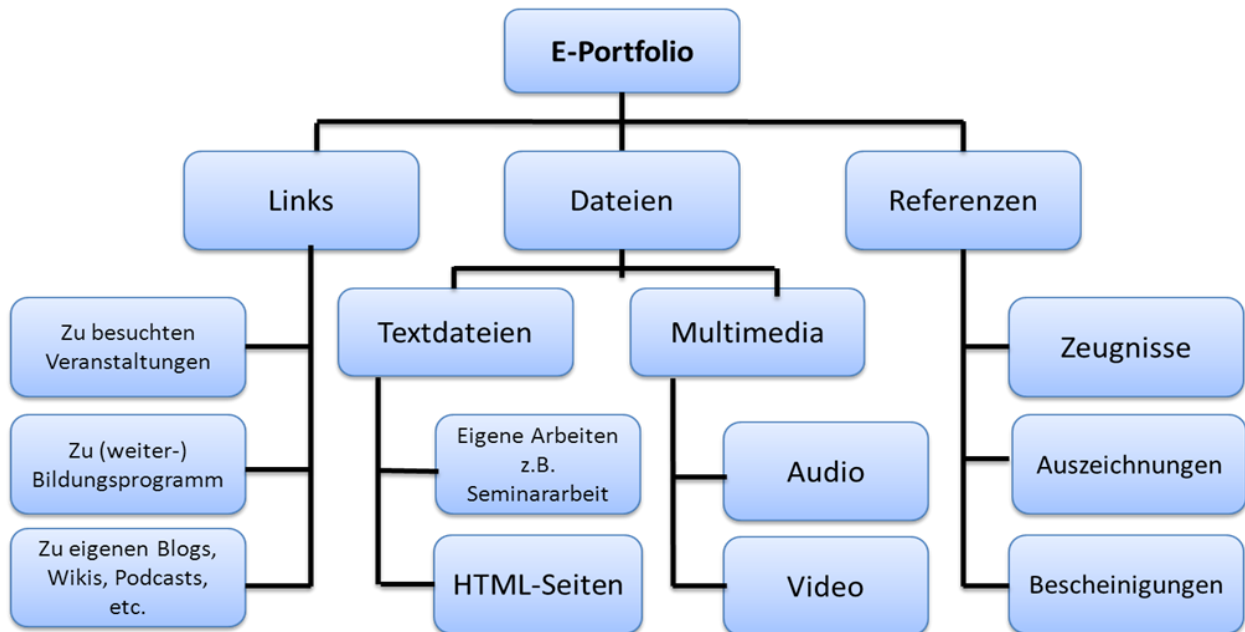 E-Portfolio
Links
Dateien
Referenzen
Zu besuchten
Veranstaltungen
Zu (weiter-)
Bildungsprogramm
Zu eigenen Blogs,
Wikis, Podcasts,
etc.
Textdateien
Eigene Arbeiten
z.B.
Seminararbeit
HTML-Seiten
Multimedia
Audio
Video
Zeugnisse
Auszeichnungen
Bescheinigungen